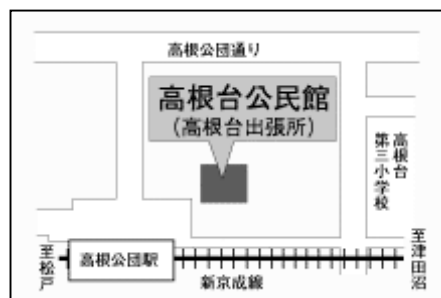 高根公団通り
高根台公民館
(高根台出張所)
高根台
第三小学校
至松戸
高根公団駅
新京成線
至津田沼